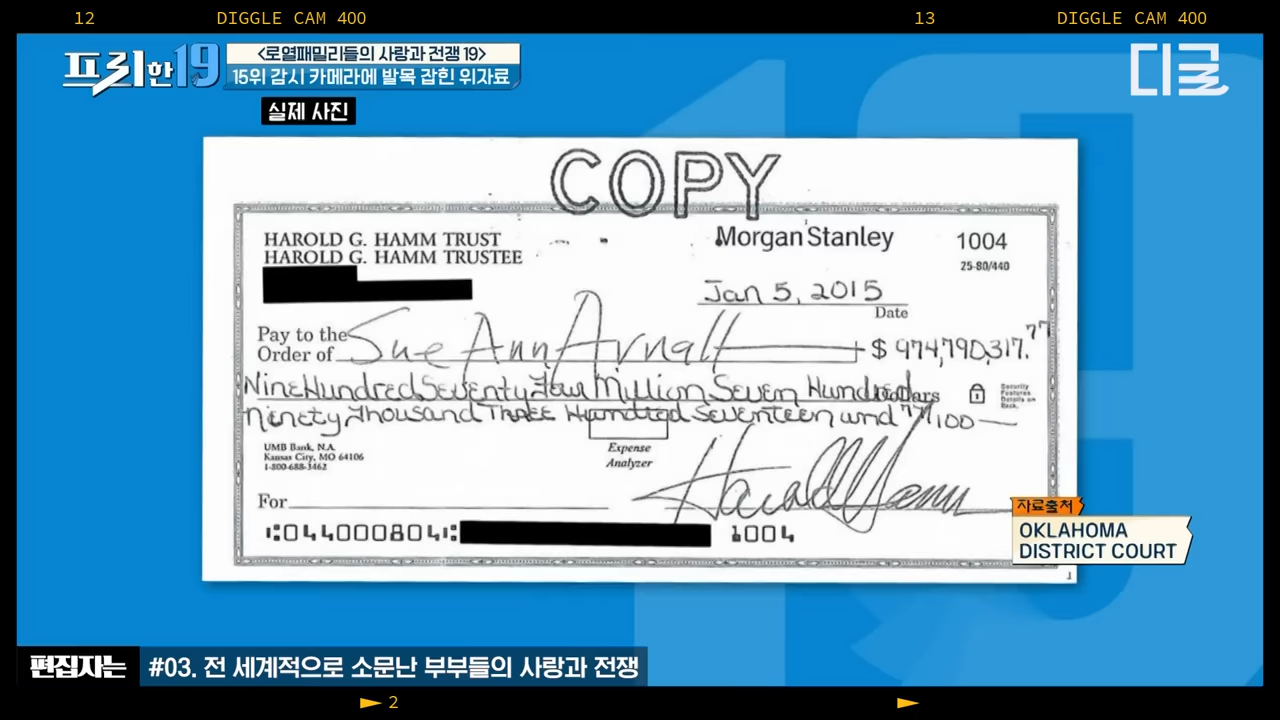 12 DIGGLE CAM 400 13 DIGGLE CAM 400
프리한19
<로열패밀리들의 사랑과 전쟁 19>
15위 감시 카메라에 발목 잡힌 위자료
디글
실제 사진
COPY
HAROLD G. HAMM TRUST
HAROLD G. HAMM TRUSTEE
Morgan Stanley
1004
25-80/440
Jan 5, 2015
Date
Pay to the
Order of Sue Ann Arnall $ 974,790,317.77
Nine Hundred Seventy Four Million Seven Hundred Dollars
Ninety Thousand Three Hundred Seventeen and 77/100
Security
Features
Details on
Back.
UMB Bank, N.A.
Kansas City, MO 64106
1-800-688-3462
Expense
Analyzer
For
Harold Hamm
044000804 1004
자료출처
OKLAHOMA
DISTRICT COURT
편집자는 #03. 전 세계적으로 소문난 부부들의 사랑과 전쟁
2